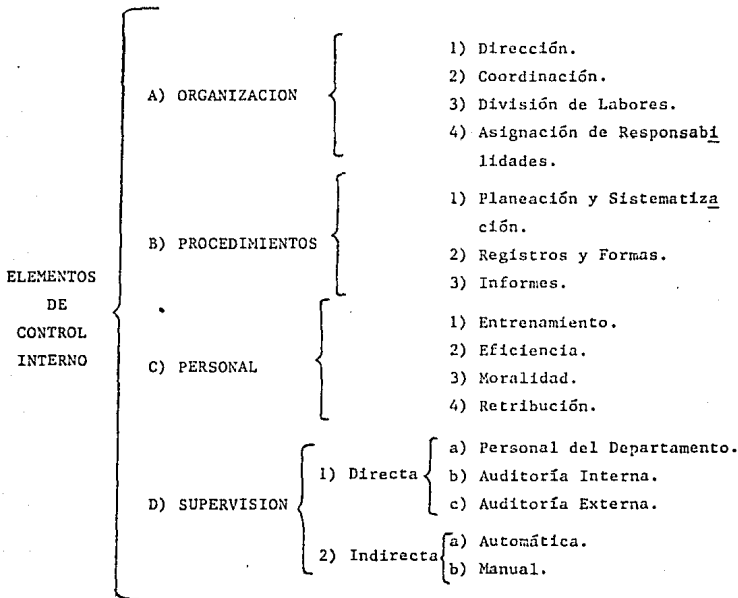 ELEMENTOS
DE
CONTROL
INTERNO
A) ORGANIZACION
1) Dirección.
2) Coordinación.
3) División de Labores.
4) Asignación de Responsabi
lidades.
B) PROCEDIMIENTOS
1) Planeación y Sistematiza
ción.
2) Registros y Formas.
3) Informes.
C) PERSONAL
1) Entrenamiento.
2) Eficiencia.
3) Moralidad.
4) Retribución.
D) SUPERVISION
1) Directa
a) Personal del Departamento.
b) Auditoría Interna.
c) Auditoría Externa.
2) Indirecta
a) Automática.
b) Manual.